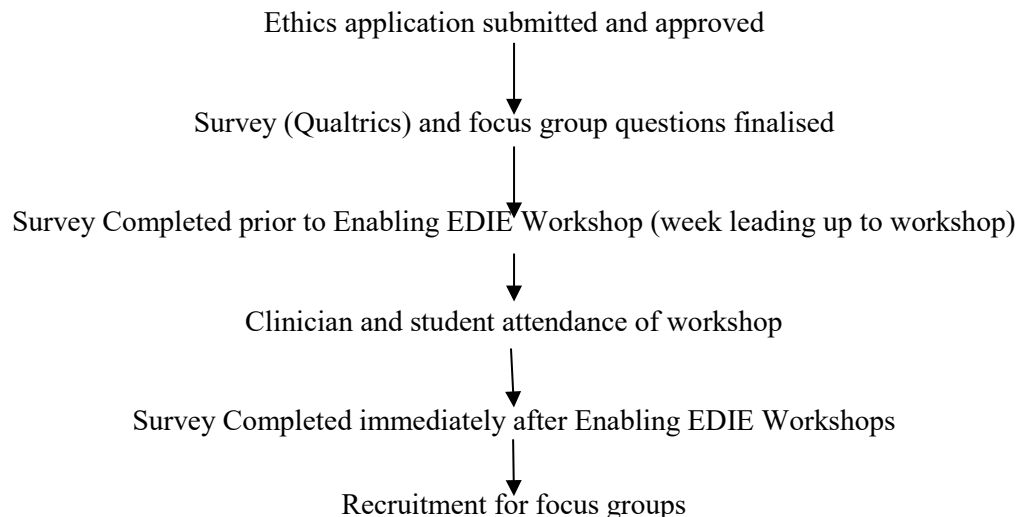 Ethics application submitted and approved
Survey (Qualtrics) and focus group questions finalised
Survey Completed prior to Enabling EDIE Workshop (week leading up to workshop)
Clinician and student attendance of workshop
Survey Completed immediately after Enabling EDIE Workshops
Recruitment for focus groups